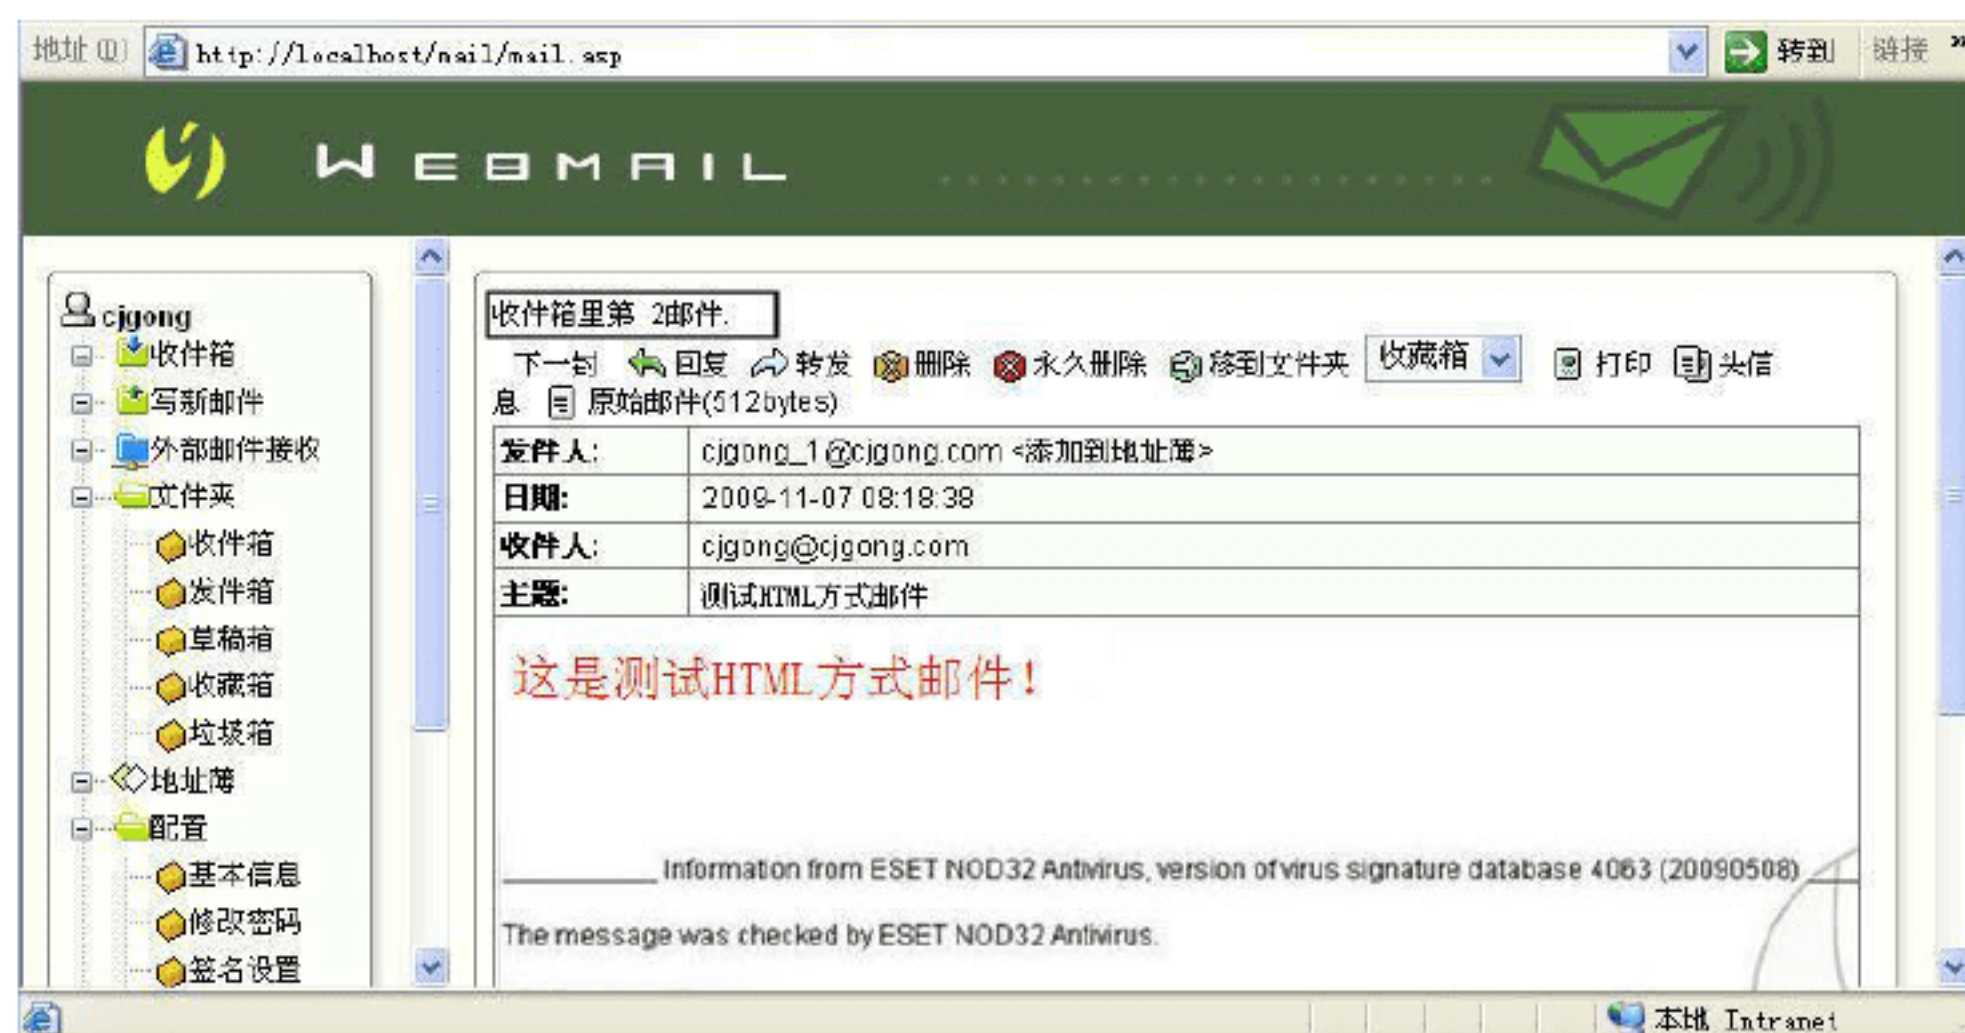 地址(D) http://localhost/mail/mail.asp 转到 链接 »
WEBMAIL
cjgong
收件箱
写新邮件
外部邮件接收
文件夹
收件箱
发件箱
草稿箱
收藏箱
垃圾箱
地址薄
配置
基本信息
修改密码
签名设置
收件箱里第 2邮件.
下一封 回复 转发 删除 永久删除 移到文件夹 收藏箱 打印 头信
息 原始邮件(512bytes)
发件人: cjgong_1@cjgong.com <添加到地址薄>
日期: 2009-11-07 08:18:38
收件人: cjgong@cjgong.com
主题: 测试HTML方式邮件
这是测试HTML方式邮件!
__________ Information from ESET NOD32 Antivirus, version of virus signature database 4063 (20090508) ___
The message was checked by ESET NOD32 Antivirus.
本地 Intranet